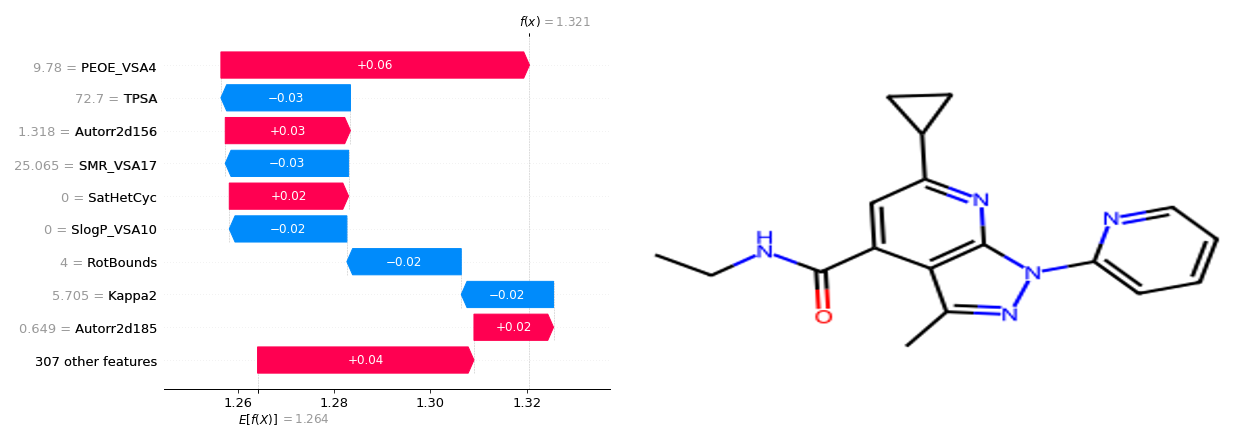 f(x) = 1.321
9.78 = PEOE_VSA4
+0.06
72.7 = TPSA
−0.03
1.318 = Autorr2d156
+0.03
25.065 = SMR_VSA17
−0.03
0 = SatHetCyc
+0.02
0 = SlogP_VSA10
−0.02
4 = RotBounds
−0.02
5.705 = Kappa2
−0.02
0.649 = Autorr2d185
+0.02
307 other features
+0.04
1.26 1.28 1.30 1.32
E[f(X)] = 1.264
N
N
H
N
N
N
O
N